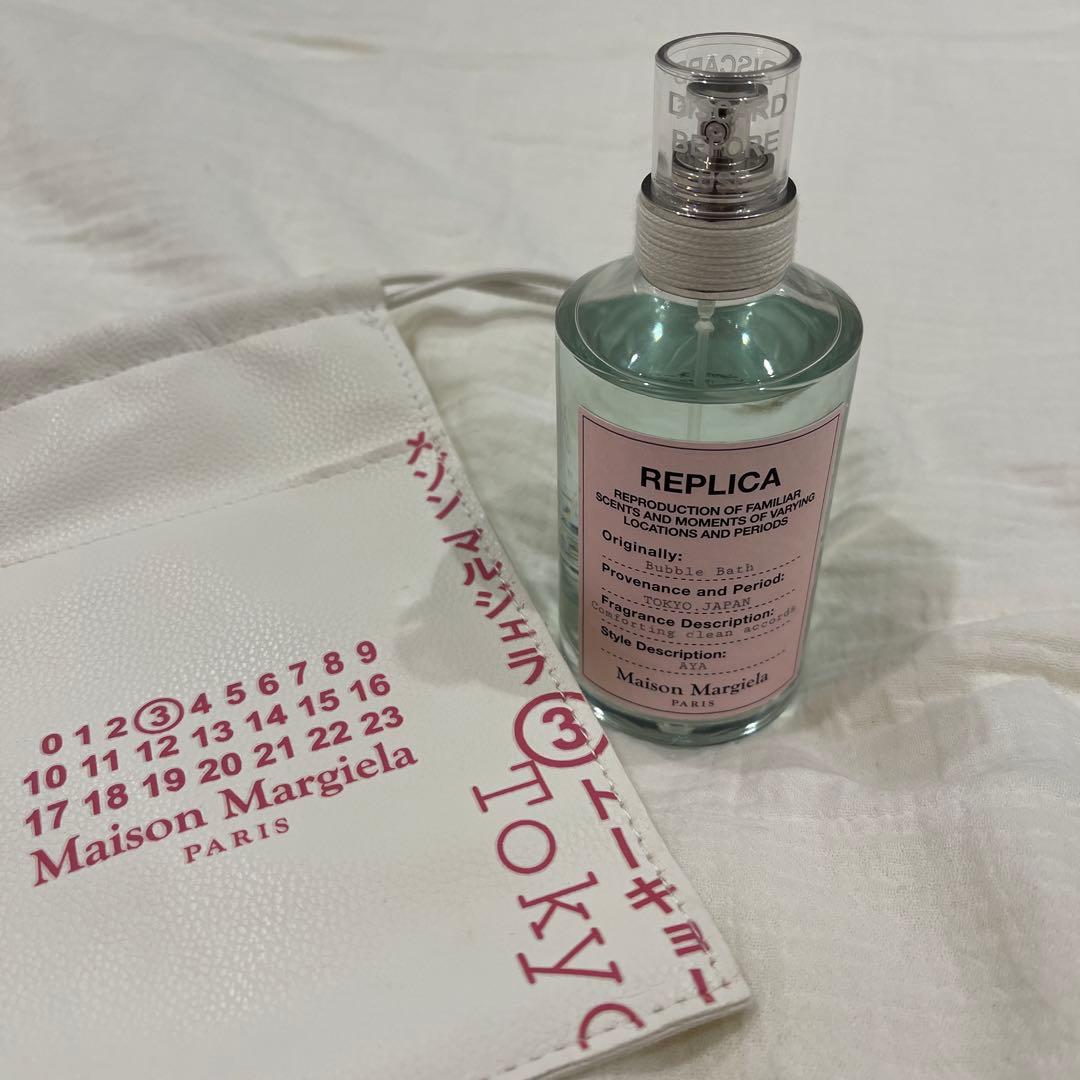 DISCARD
BEFORE
REPLICA
REPRODUCTION OF FAMILIAR
SCENTS AND MOMENTS OF VARYING
LOCATIONS AND PERIODS
Originally:
Bubble Bath
Provenance and Period:
TOKYO,JAPAN
Fragrance Description:
Comforting clean accords
Style Description:
AYA
Maison Margiela
PARIS
メゾン マルジェラ
③トーキョー
Tokyo
0 1 2 ③ 4 5 6 7 8 9
10 11 12 13 14 15 16
17 18 19 20 21 22 23
Maison Margiela
PARIS